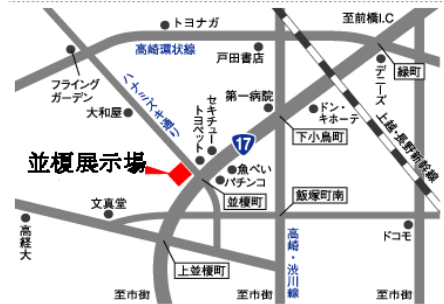 トヨナガ
至前橋I.C
高崎環状線
戸田書店
緑町
フライング
ガーデン
ハナミズキ通り
デニーズ
大和屋
セキチュー
トヨペット
第一病院
ドン・
キホーテ
上越・長野新幹線
17
下小鳥町
並榎展示場
魚べい
パチンコ
並榎町
飯塚町南
文真堂
高経大
高崎・渋川線
ドコモ
上並榎町
至市街
至市街
至市街